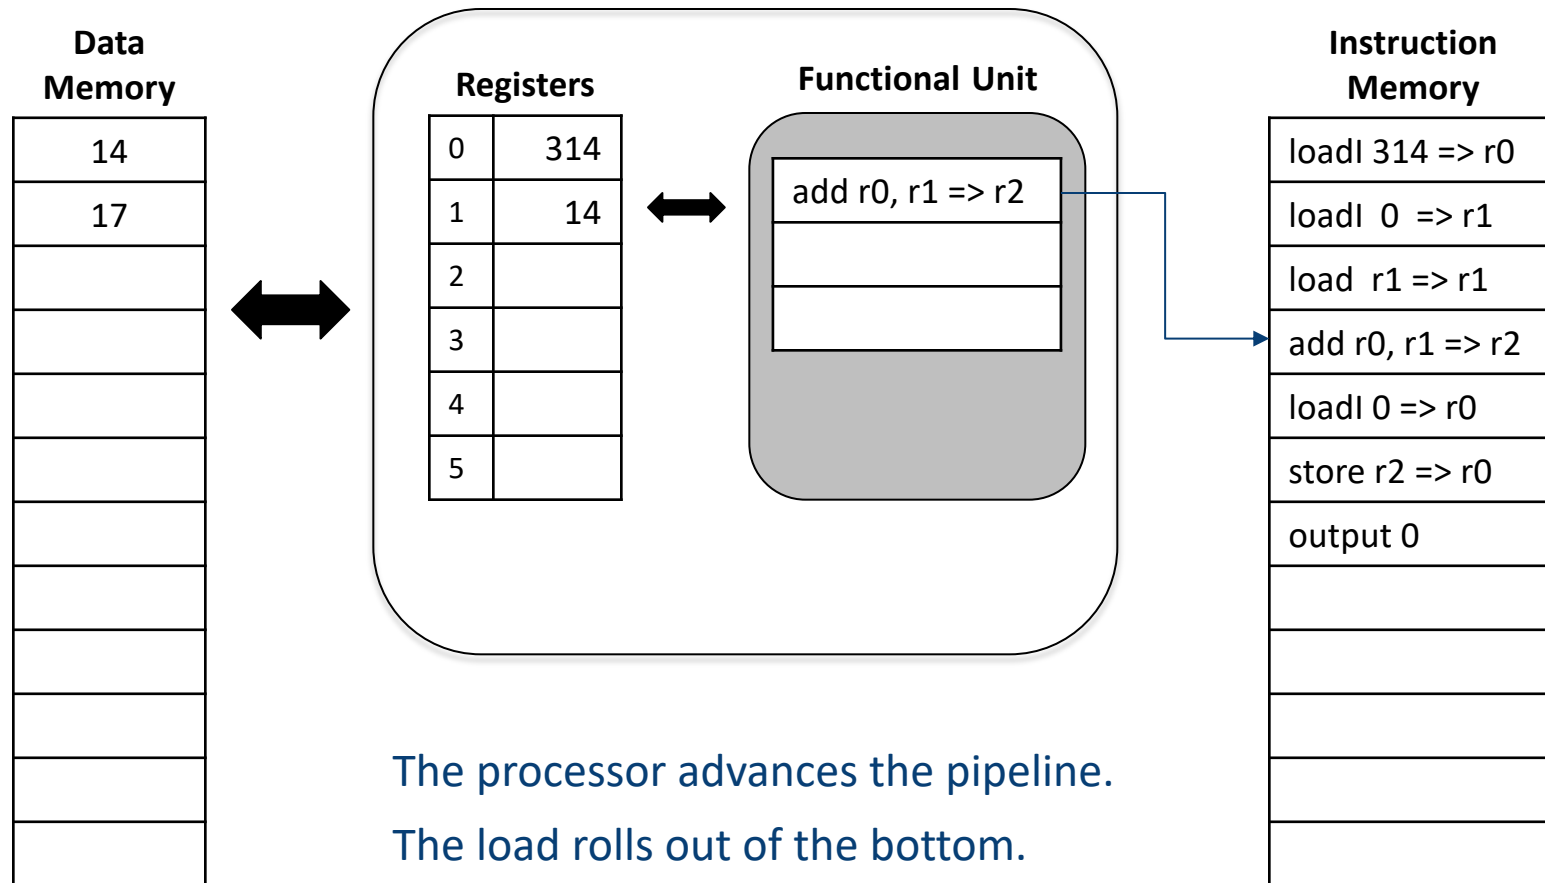 Data
Memory
14
17
Registers
0 314
1 14
2
3
4
5
Functional Unit
add r0, r1 => r2
Instruction
Memory
loadI 314 => r0
loadI 0 => r1
load r1 => r1
add r0, r1 => r2
loadI 0 => r0
store r2 => r0
output 0
The processor advances the pipeline.
The load rolls out of the bottom.